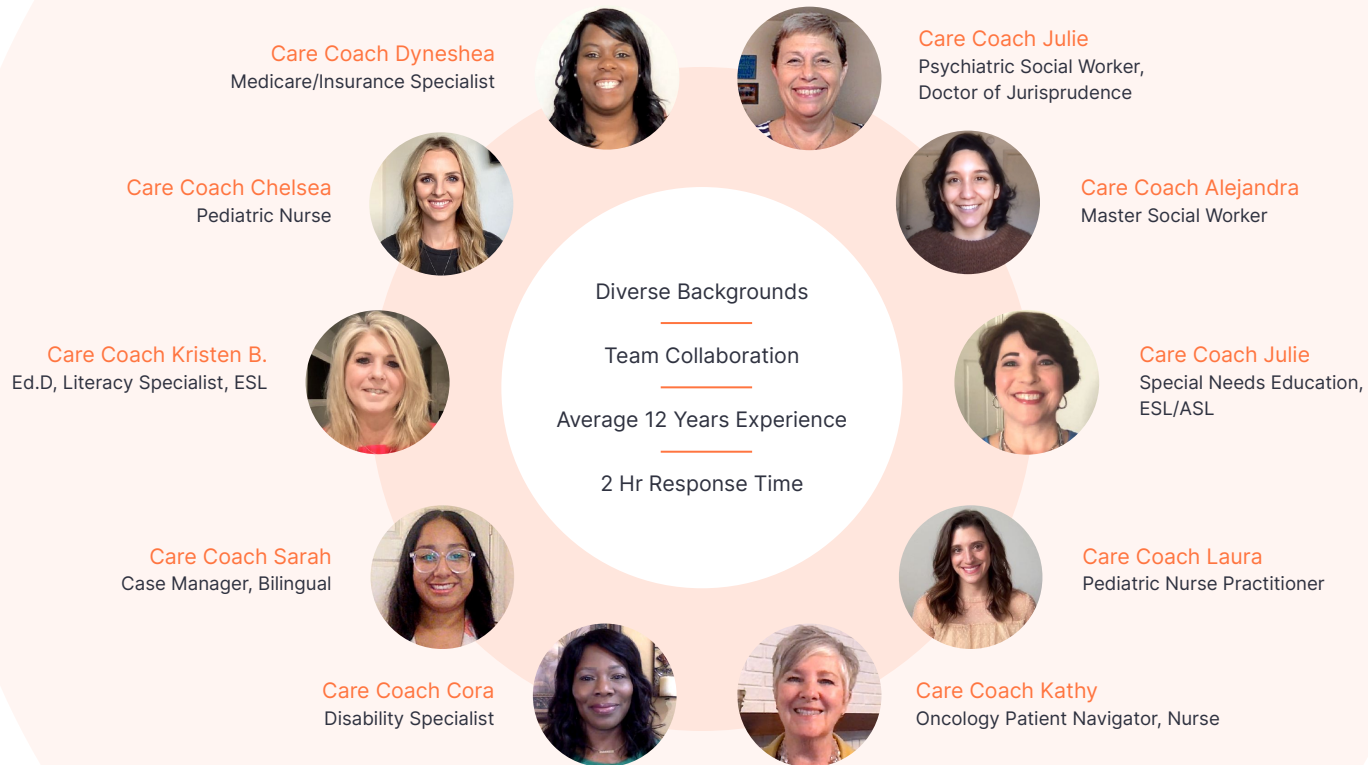 Care Coach Dyneshea
Medicare/Insurance Specialist
Care Coach Julie
Psychiatric Social Worker,
Doctor of Jurisprudence
Care Coach Chelsea
Pediatric Nurse
Care Coach Alejandra
Master Social Worker
Diverse Backgrounds
Team Collaboration
Average 12 Years Experience
2 Hr Response Time
Care Coach Kristen B.
Ed.D, Literacy Specialist, ESL
Care Coach Julie
Special Needs Education,
ESL/ASL
Care Coach Sarah
Case Manager, Bilingual
Care Coach Laura
Pediatric Nurse Practitioner
Care Coach Cora
Disability Specialist
Care Coach Kathy
Oncology Patient Navigator, Nurse